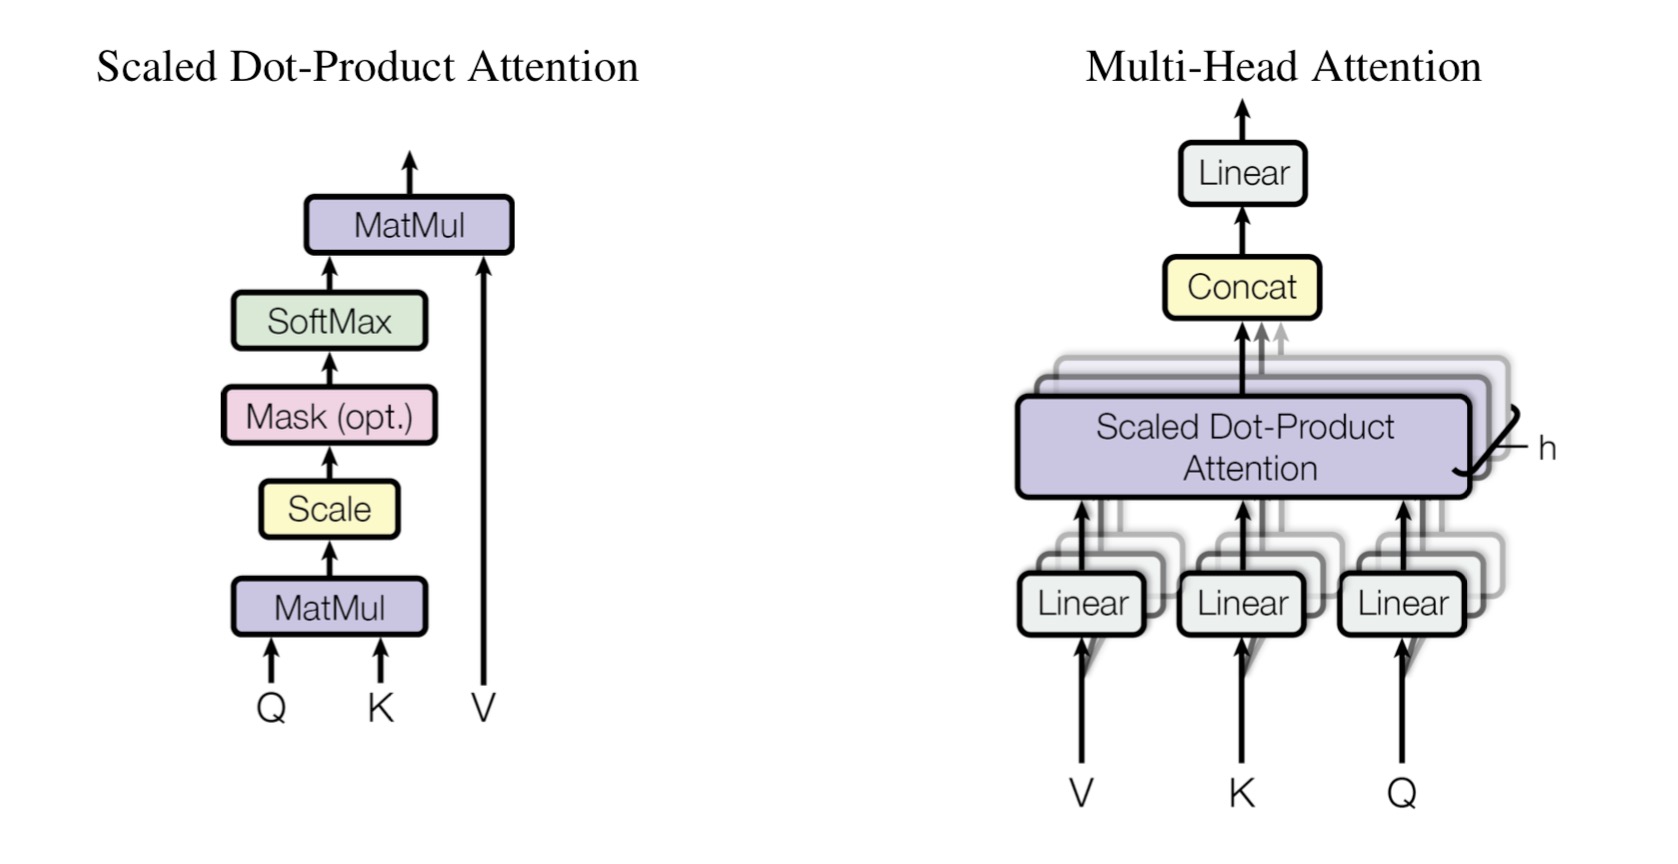 Scaled Dot-Product Attention
MatMul
SoftMax
Mask (opt.)
Scale
MatMul
Q K V
Multi-Head Attention
Linear
Concat
Scaled Dot-Product
Attention
h
Linear Linear Linear
V K Q